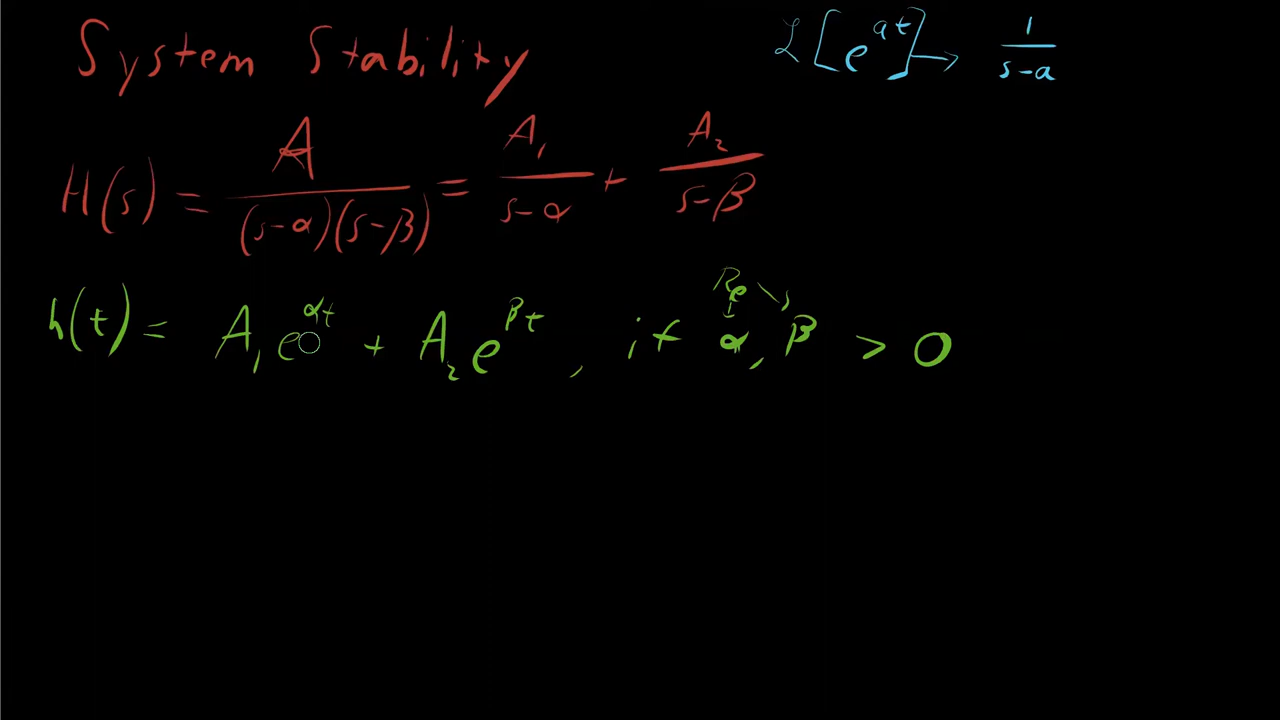 System Stability
ℒ[e^{at}] → 1/(s-a)
H(s) = A/((s-α)(s-β)) = A₁/(s-α) + A₂/(s-β)
Re
h(t) = A₁e^{αt} + A₂e^{βt} , if α, β > 0